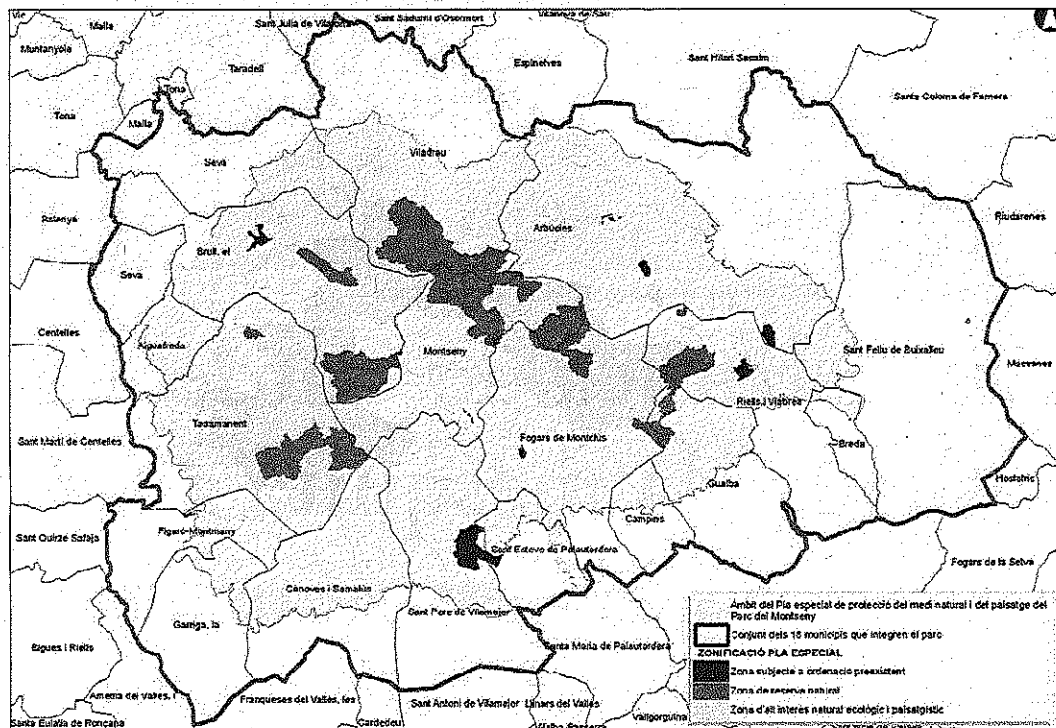 Vic
Malla
Sant Julia de Vilatorta
Sant Sadurní d'Osormort
Vilanova de Sau
Muntanyola
Taradell
Espinelves
Sant Hilari Sacalm
Tona
Tona
Malla
Santa Coloma de Farners
Seva
Viladrau
Balenyà
Riudarenes
Brull, el
Arbúcies
Seva
Centelles
Aiguafreda
Montseny
Sant Feliu de Buixalleu
Massanes
Tagamanent
Riells i Viabrea
Sant Martí de Centelles
Fogars de Montclús
Breda
Gualba
Hostalric
Campins
Figaró-Montmany
Sant Quirze Safaja
Sant Esteve de Palautordera
Fogars de la Selva
Cànoves i Samalús
Sant Pere de Vilamajor
Garriga, la
Santa Maria de Palautordera
Bigues i Riells
Ametlla del Vallès, l'
Franqueses del Vallès, les
Sant Antoni de Vilamajor
Llinars del Vallès
Vallgorguina
Santa Eulalia de Ronçana
Cardedeu
Àmbit del Pla especial de protecció del medi natural i del paisatge del
Parc del Montseny
Conjunt dels 18 municipis que integren el parc
ZONIFICACIÓ PLA ESPECIAL
Zona subjecte a ordenació preexistent
Zona de reserva natural
Zona d'alt interès natural ecològic i paisatgístic